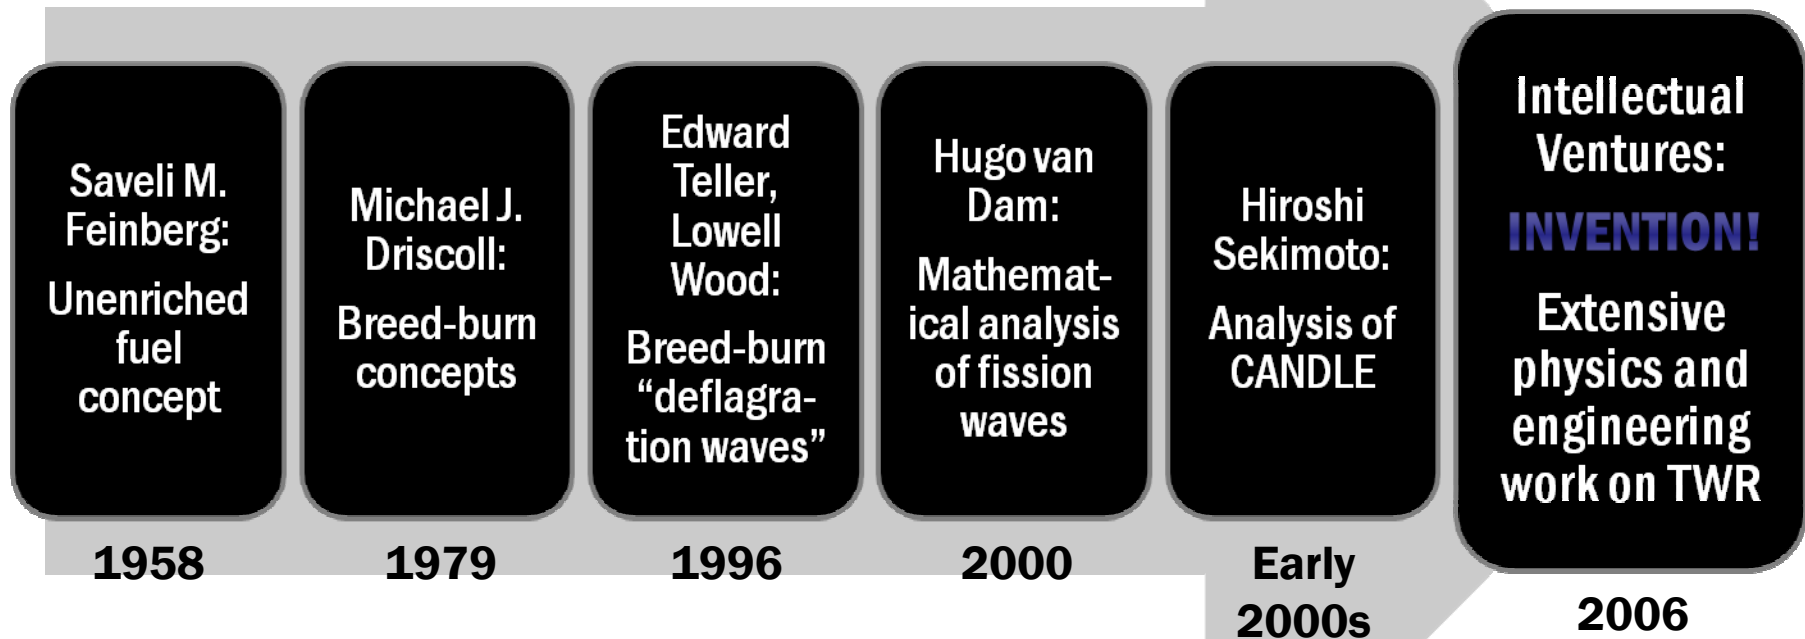 Saveli M.
Feinberg:
Unenriched
fuel
concept
1958
Michael J.
Driscoll:
Breed-burn
concepts
1979
Edward
Teller,
Lowell
Wood:
Breed-burn
“deflagra-
tion waves”
1996
Hugo van
Dam:
Mathemat-
ical analysis
of fission
waves
2000
Hiroshi
Sekimoto:
Analysis of
CANDLE
Early
2000s
Intellectual
Ventures:
INVENTION!
Extensive
physics and
engineering
work on TWR
2006